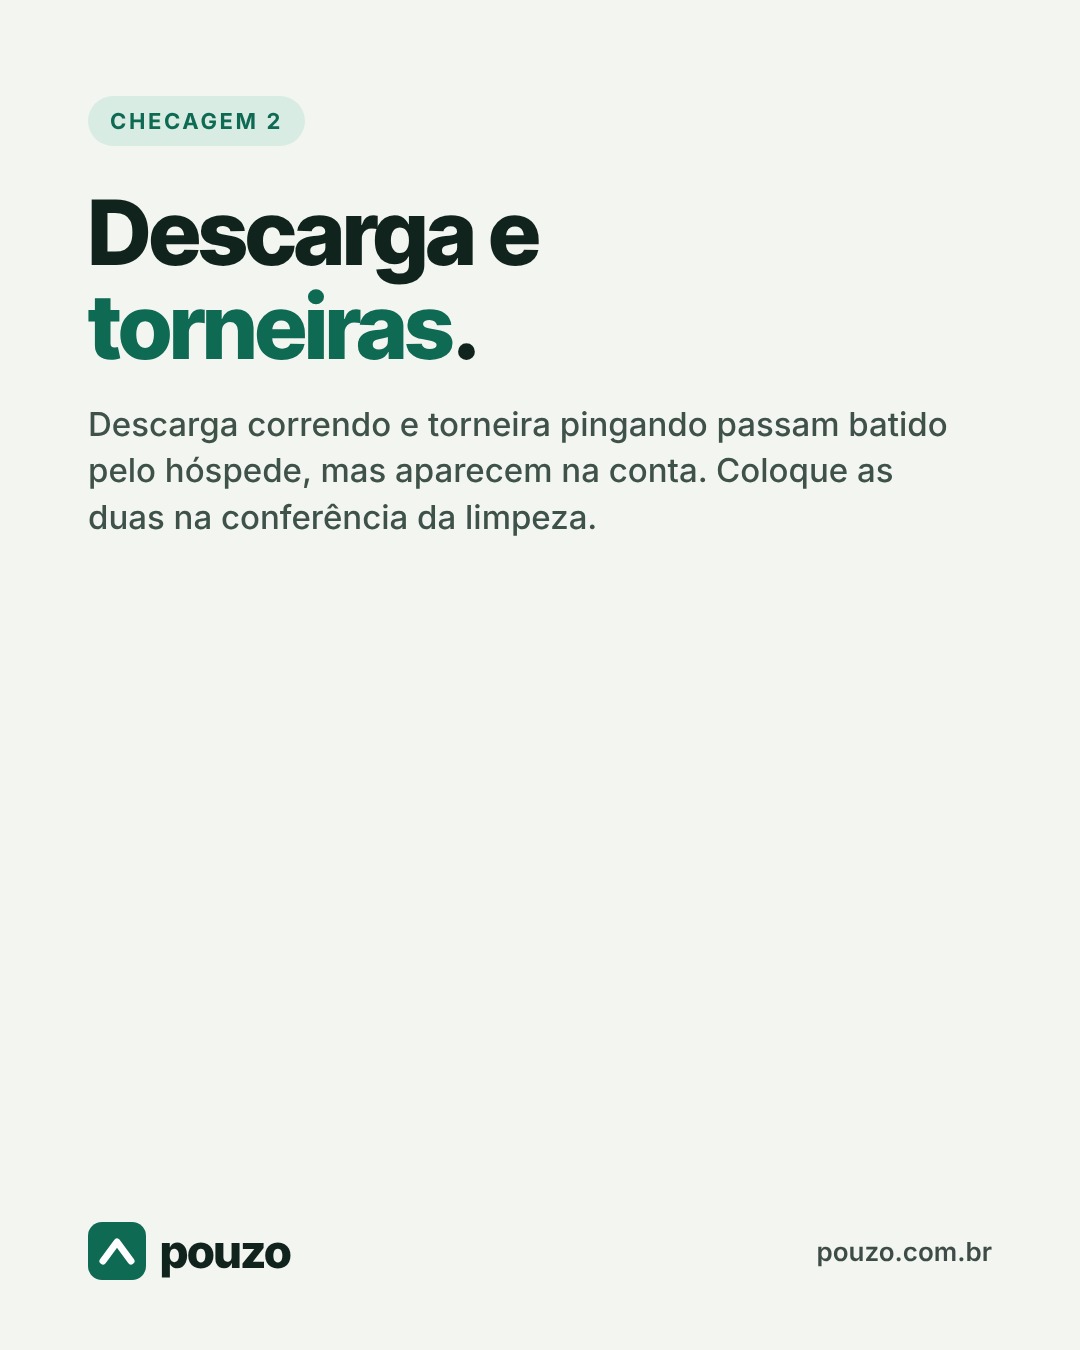 CHECAGEM 2
Descarga e
torneiras.
Descarga correndo e torneira pingando passam batido
pelo hóspede, mas aparecem na conta. Coloque as
duas na conferência da limpeza.
pouzo
pouzo.com.br